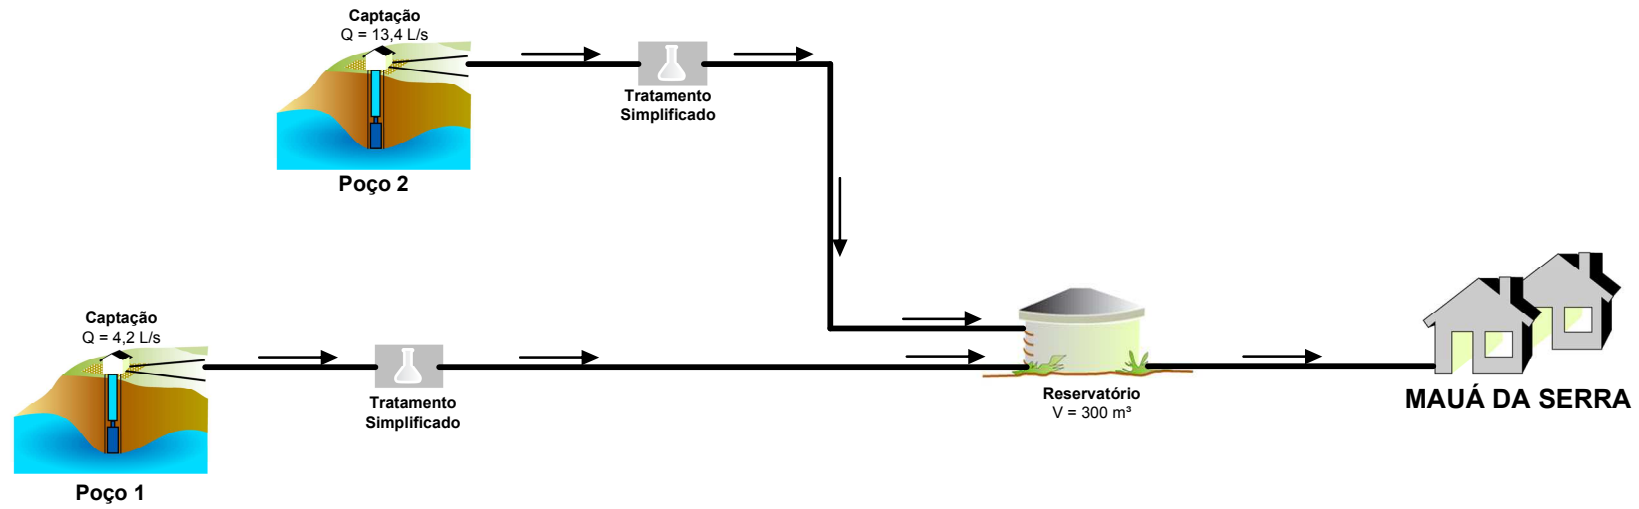 Captação
Q = 13,4 L/s
Tratamento
Simplificado
Poço 2
Captação
Q = 4,2 L/s
Tratamento
Simplificado
Poço 1
Reservatório
V = 300 m³
MAUÁ DA SERRA